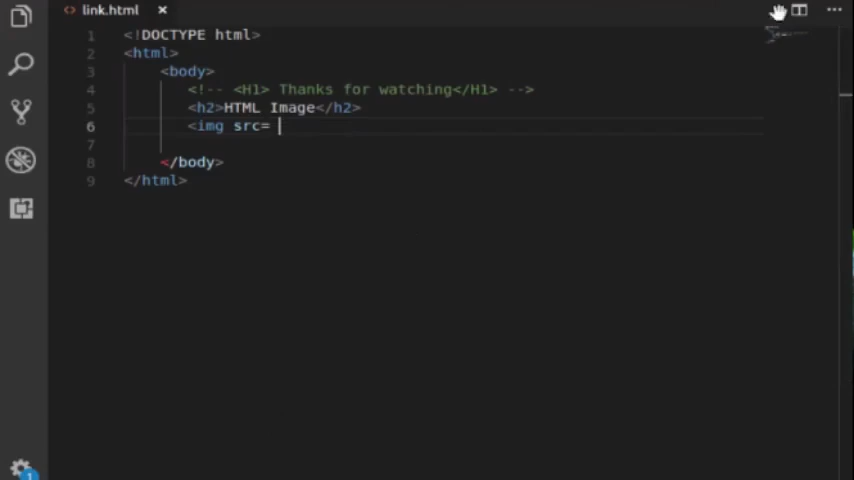 link.html
1 <!DOCTYPE html>
2 <html>
3 <body>
4 <!-- <H1> Thanks for watching</H1> -->
5 <h2>HTML Image</h2>
6 <img src=
7
8 </body>
9 </html>
1